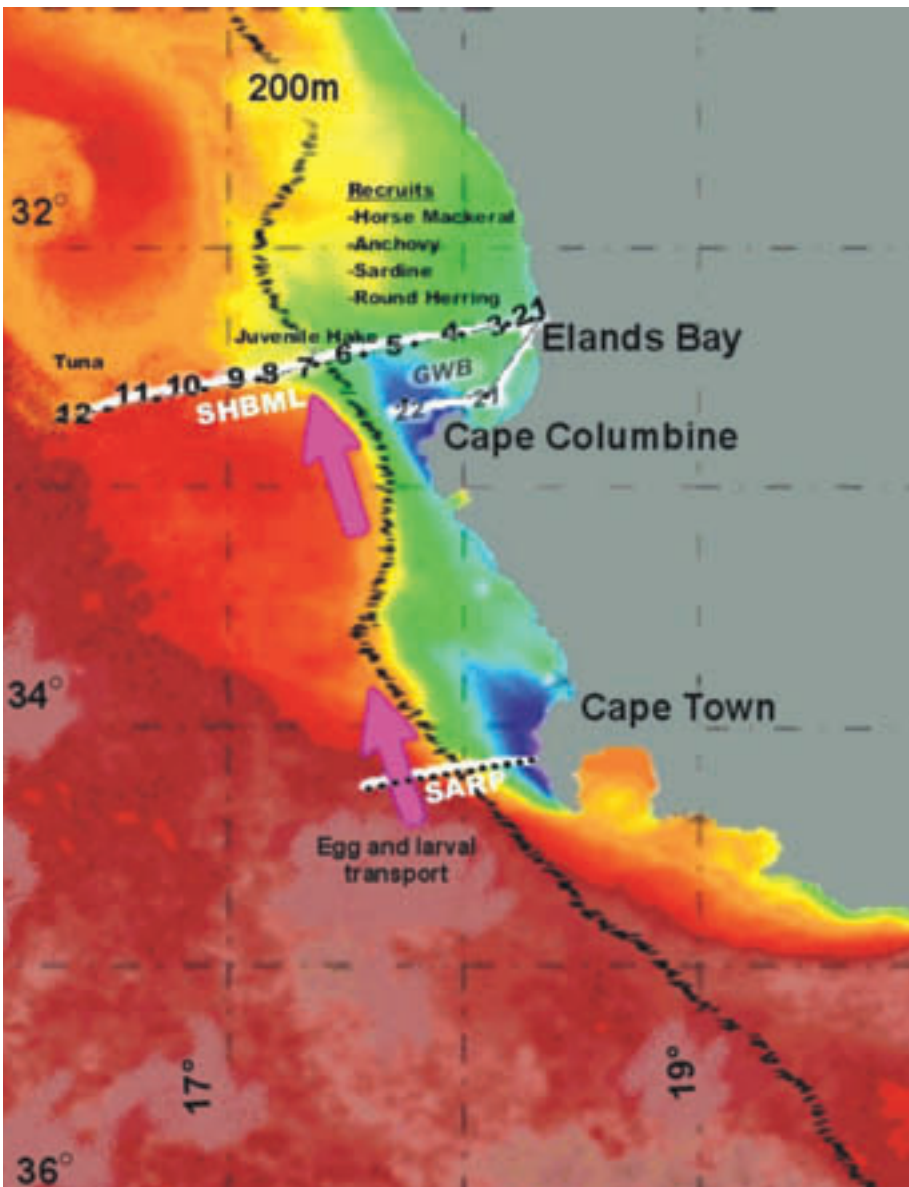 200m
32°
Recruits
-Horse Mackeral
-Anchovy
-Sardine
-Round Herring
Juvenile Hake
Tuna
12 11 10 9 8 7 6 5 4 3 2 1
Elands Bay
SHBML
GWB
22 21
Cape Columbine
34°
Cape Town
SARP
Egg and larval
transport
17°
19°
36°